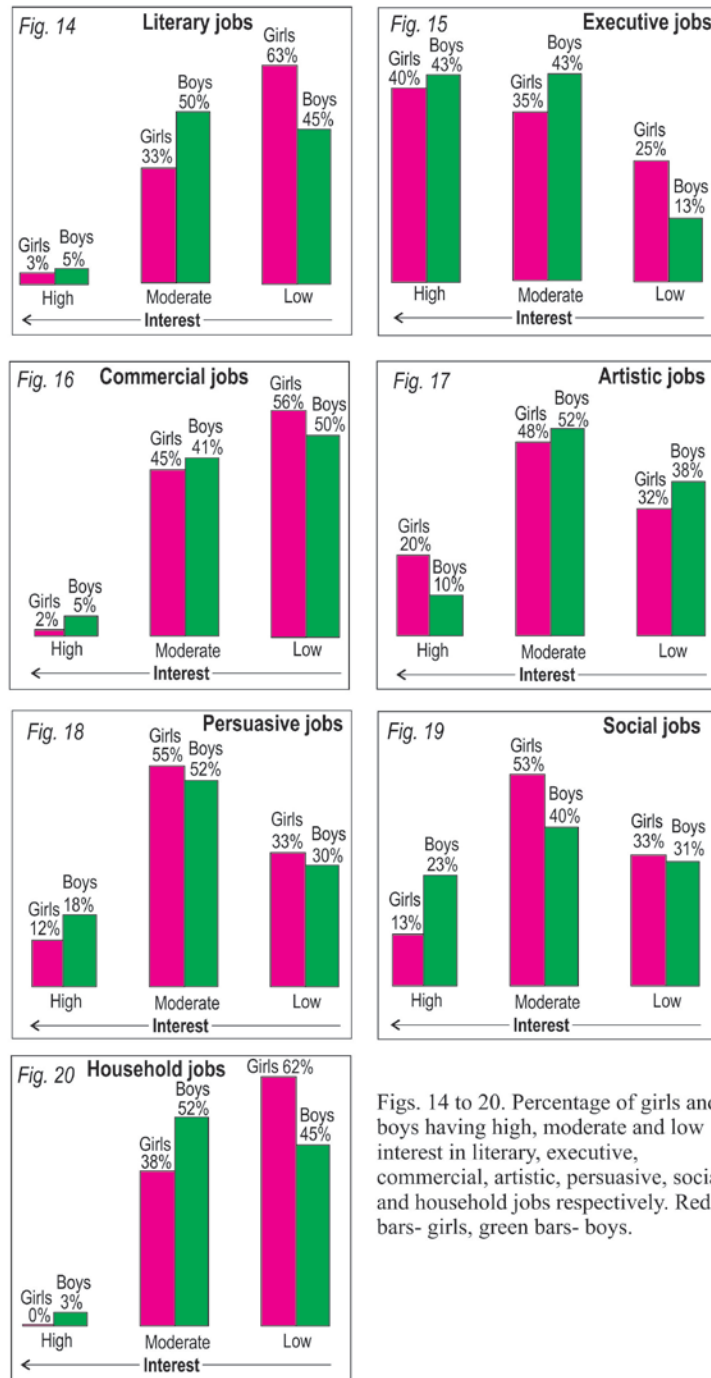 Fig. 14
Literary jobs
Girls
3%
Boys
5%
Girls
33%
Boys
50%
Girls
63%
Boys
45%
High
Moderate
Low
Interest
Fig. 15
Executive jobs
Girls
40%
Boys
43%
Girls
35%
Boys
43%
Girls
25%
Boys
13%
High
Moderate
Low
Interest
Fig. 16
Commercial jobs
Girls
2%
Boys
5%
Girls
45%
Boys
41%
Girls
56%
Boys
50%
High
Moderate
Low
Interest
Fig. 17
Artistic jobs
Girls
20%
Boys
10%
Girls
48%
Boys
52%
Girls
32%
Boys
38%
High
Moderate
Low
Interest
Fig. 18
Persuasive jobs
Girls
12%
Boys
18%
Girls
55%
Boys
52%
Girls
33%
Boys
30%
High
Moderate
Low
Interest
Fig. 19
Social jobs
Girls
13%
Boys
23%
Girls
53%
Boys
40%
Girls
33%
Boys
31%
High
Moderate
Low
Interest
Fig. 20
Household jobs
Girls
0%
Boys
3%
Girls
38%
Boys
52%
Girls 62%
Boys
45%
High
Moderate
Low
Interest
Figs. 14 to 20. Percentage of girls and
boys having high, moderate and low
interest in literary, executive,
commercial, artistic, persuasive, social
and household jobs respectively. Red
bars- girls, green bars- boys.